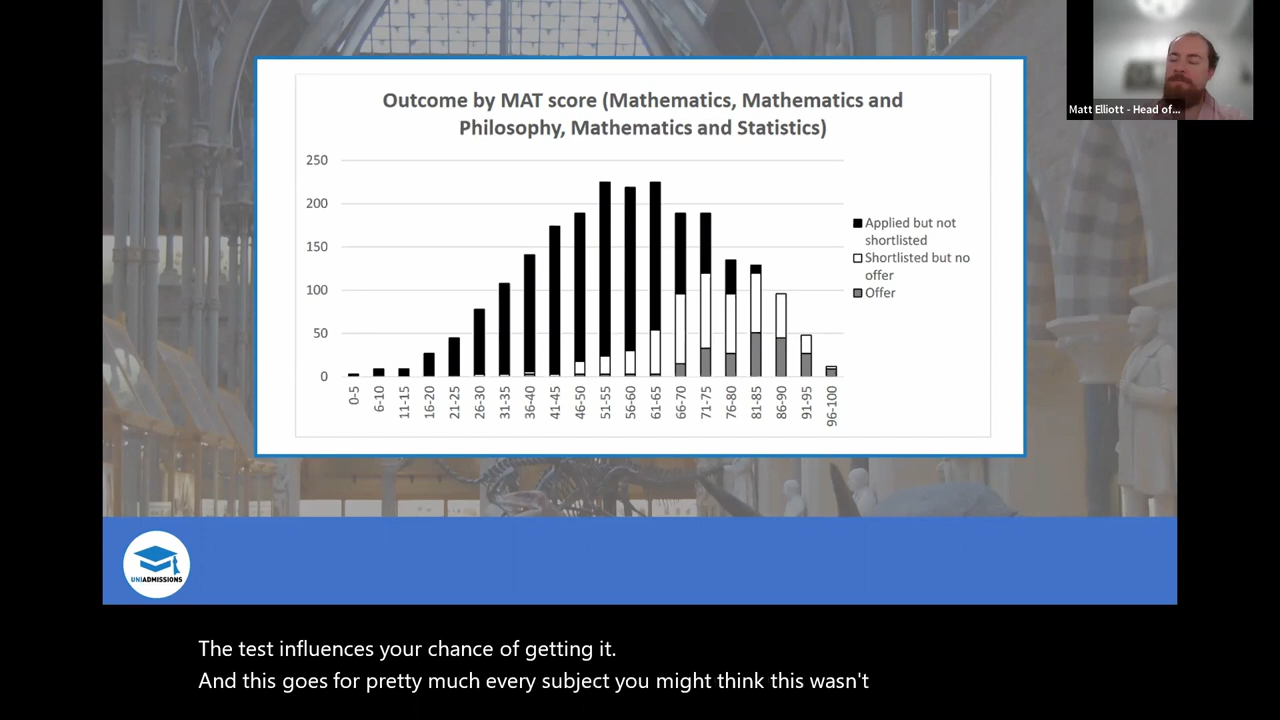 Matt Elliott - Head of...
Outcome by MAT score (Mathematics, Mathematics and
Philosophy, Mathematics and Statistics)
250
200
150
100
50
0
0-5
6-10
11-15
16-20
21-25
26-30
31-35
36-40
41-45
46-50
51-55
56-60
61-65
66-70
71-75
76-80
81-85
86-90
91-95
96-100
Applied but not
shortlisted
Shortlisted but no
offer
Offer
UNIADMISSIONS
The test influences your chance of getting it.
And this goes for pretty much every subject you might think this wasn't